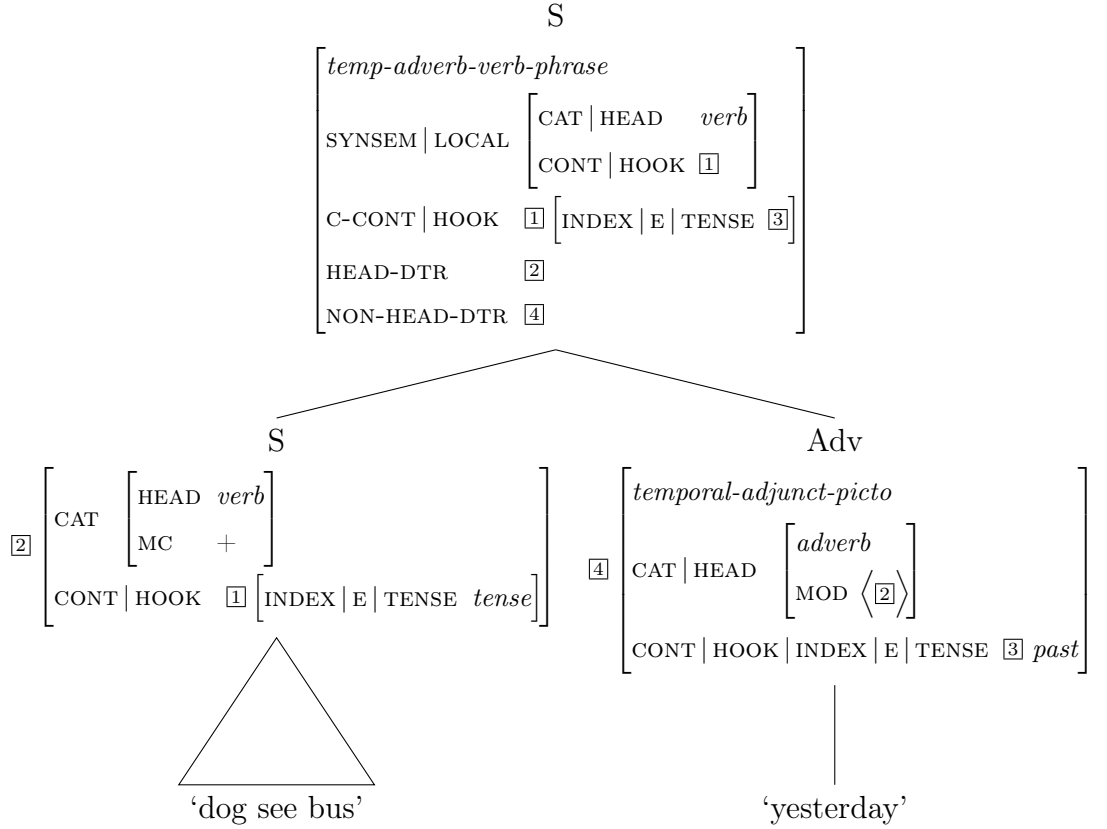 S
temp-adverb-verb-phrase
SYNSEM | LOCAL
CAT | HEAD verb
CONT | HOOK 1
C-CONT | HOOK 1 [INDEX | E | TENSE 3]
HEAD-DTR 2
NON-HEAD-DTR 4
S
2
CAT
HEAD verb
MC +
CONT | HOOK 1 [INDEX | E | TENSE tense]
‘dog see bus’
Adv
4
temporal-adjunct-picto
CAT | HEAD
adverb
MOD ⟨2⟩
CONT | HOOK | INDEX | E | TENSE 3 past
‘yesterday’